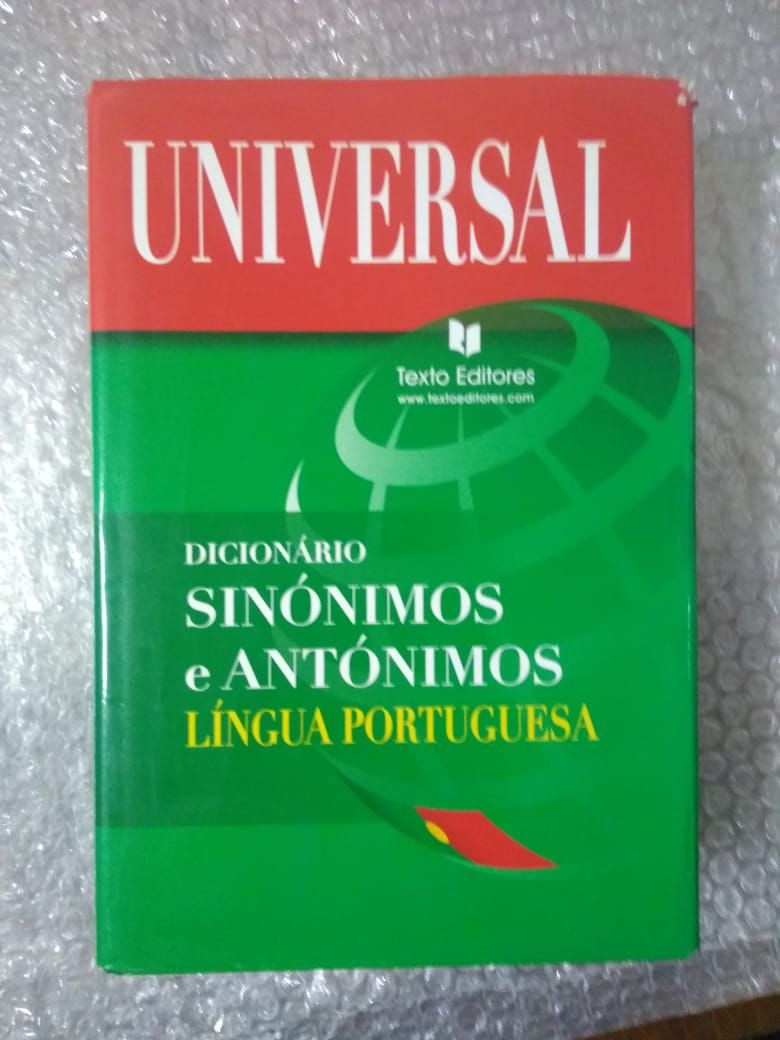 UNIVERSAL
Texto Editores
www.textoeditores.com
DICIONÁRIO
SINÓNIMOS
e ANTÓNIMOS
LÍNGUA PORTUGUESA